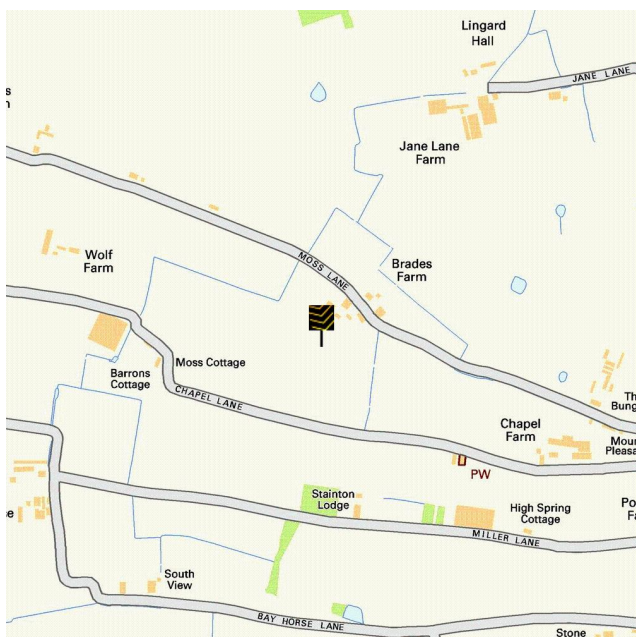 Lingard
Hall
JANE LANE
Jane Lane
Farm
Wolf
Farm
MOSS LANE
Brades
Farm
Moss Cottage
Barrons
Cottage
CHAPEL LANE
Chapel
Farm
PW
Stainton
Lodge
High Spring
Cottage
MILLER LANE
South
View
BAY HORSE LANE
Stone